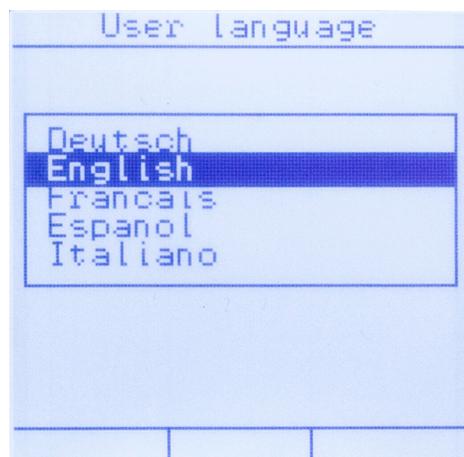 User language
Deutsch
English
Francais
Espanol
Italiano